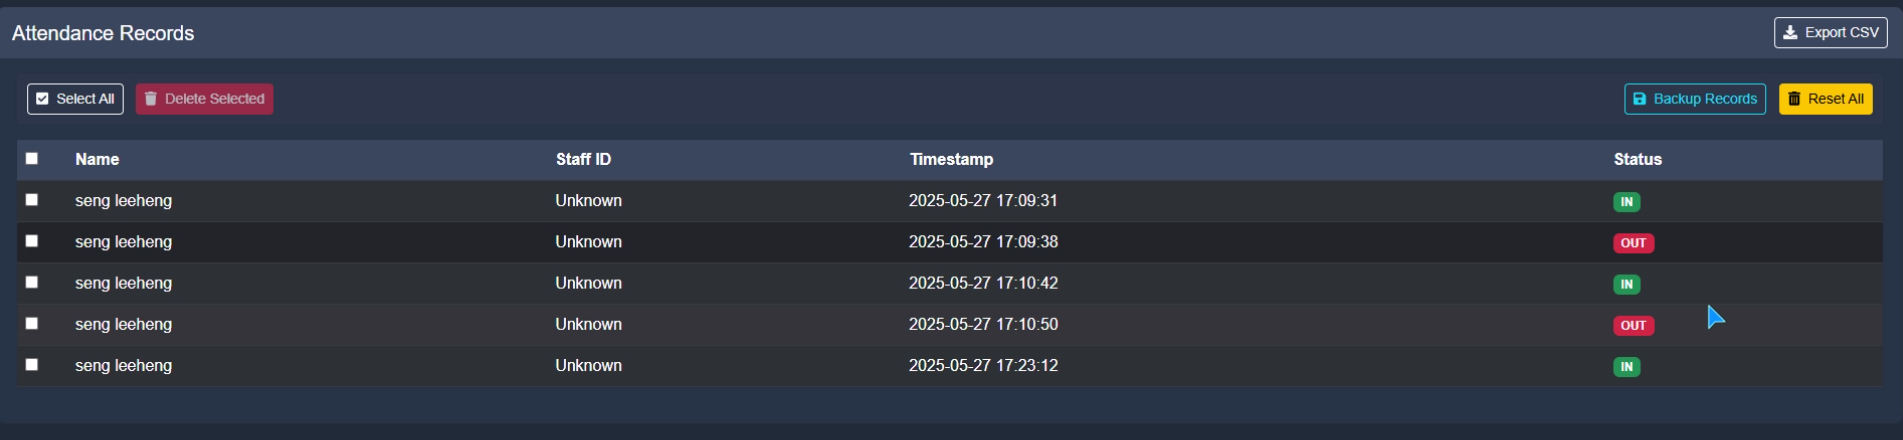 Attendance Records
Export CSV
Select All Delete Selected Backup Records Reset All
Name Staff ID Timestamp Status
seng leeheng Unknown 2025-05-27 17:09:31 IN
seng leeheng Unknown 2025-05-27 17:09:38 OUT
seng leeheng Unknown 2025-05-27 17:10:42 IN
seng leeheng Unknown 2025-05-27 17:10:50 OUT
seng leeheng Unknown 2025-05-27 17:23:12 IN